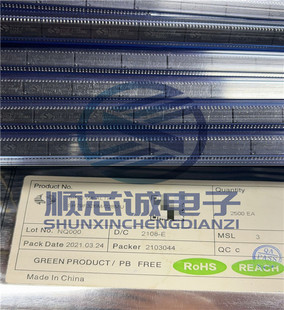 Product No.
Quantity
2500 EA
顺芯诚电子
SHUNXINCHENGDIANZI
Lot No. NQ000 D/C 2108-E MSL 3
Pack Date 2021.03.24 Packer 2103044 QC
GREEN PRODUCT / PB FREE RoHS REACH
Made in China